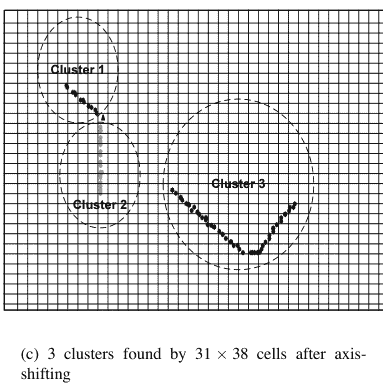 Cluster 1
Cluster 3
Cluster 2
(c) 3 clusters found by 31 × 38 cells after axis-
shifting